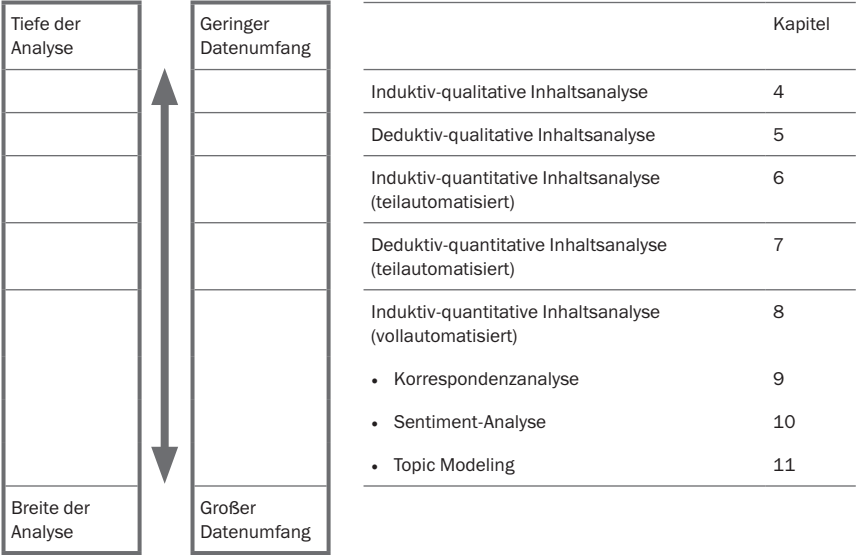 Tiefe der
Analyse
Geringer
Datenumfang
Kapitel
Induktiv-qualitative Inhaltsanalyse 4
Deduktiv-qualitative Inhaltsanalyse 5
Induktiv-quantitative Inhaltsanalyse 6
(teilautomatisiert)
Deduktiv-quantitative Inhaltsanalyse 7
(teilautomatisiert)
Induktiv-quantitative Inhaltsanalyse 8
(vollautomatisiert)
• Korrespondenzanalyse 9
• Sentiment-Analyse 10
• Topic Modeling 11
Breite der
Analyse
Großer
Datenumfang